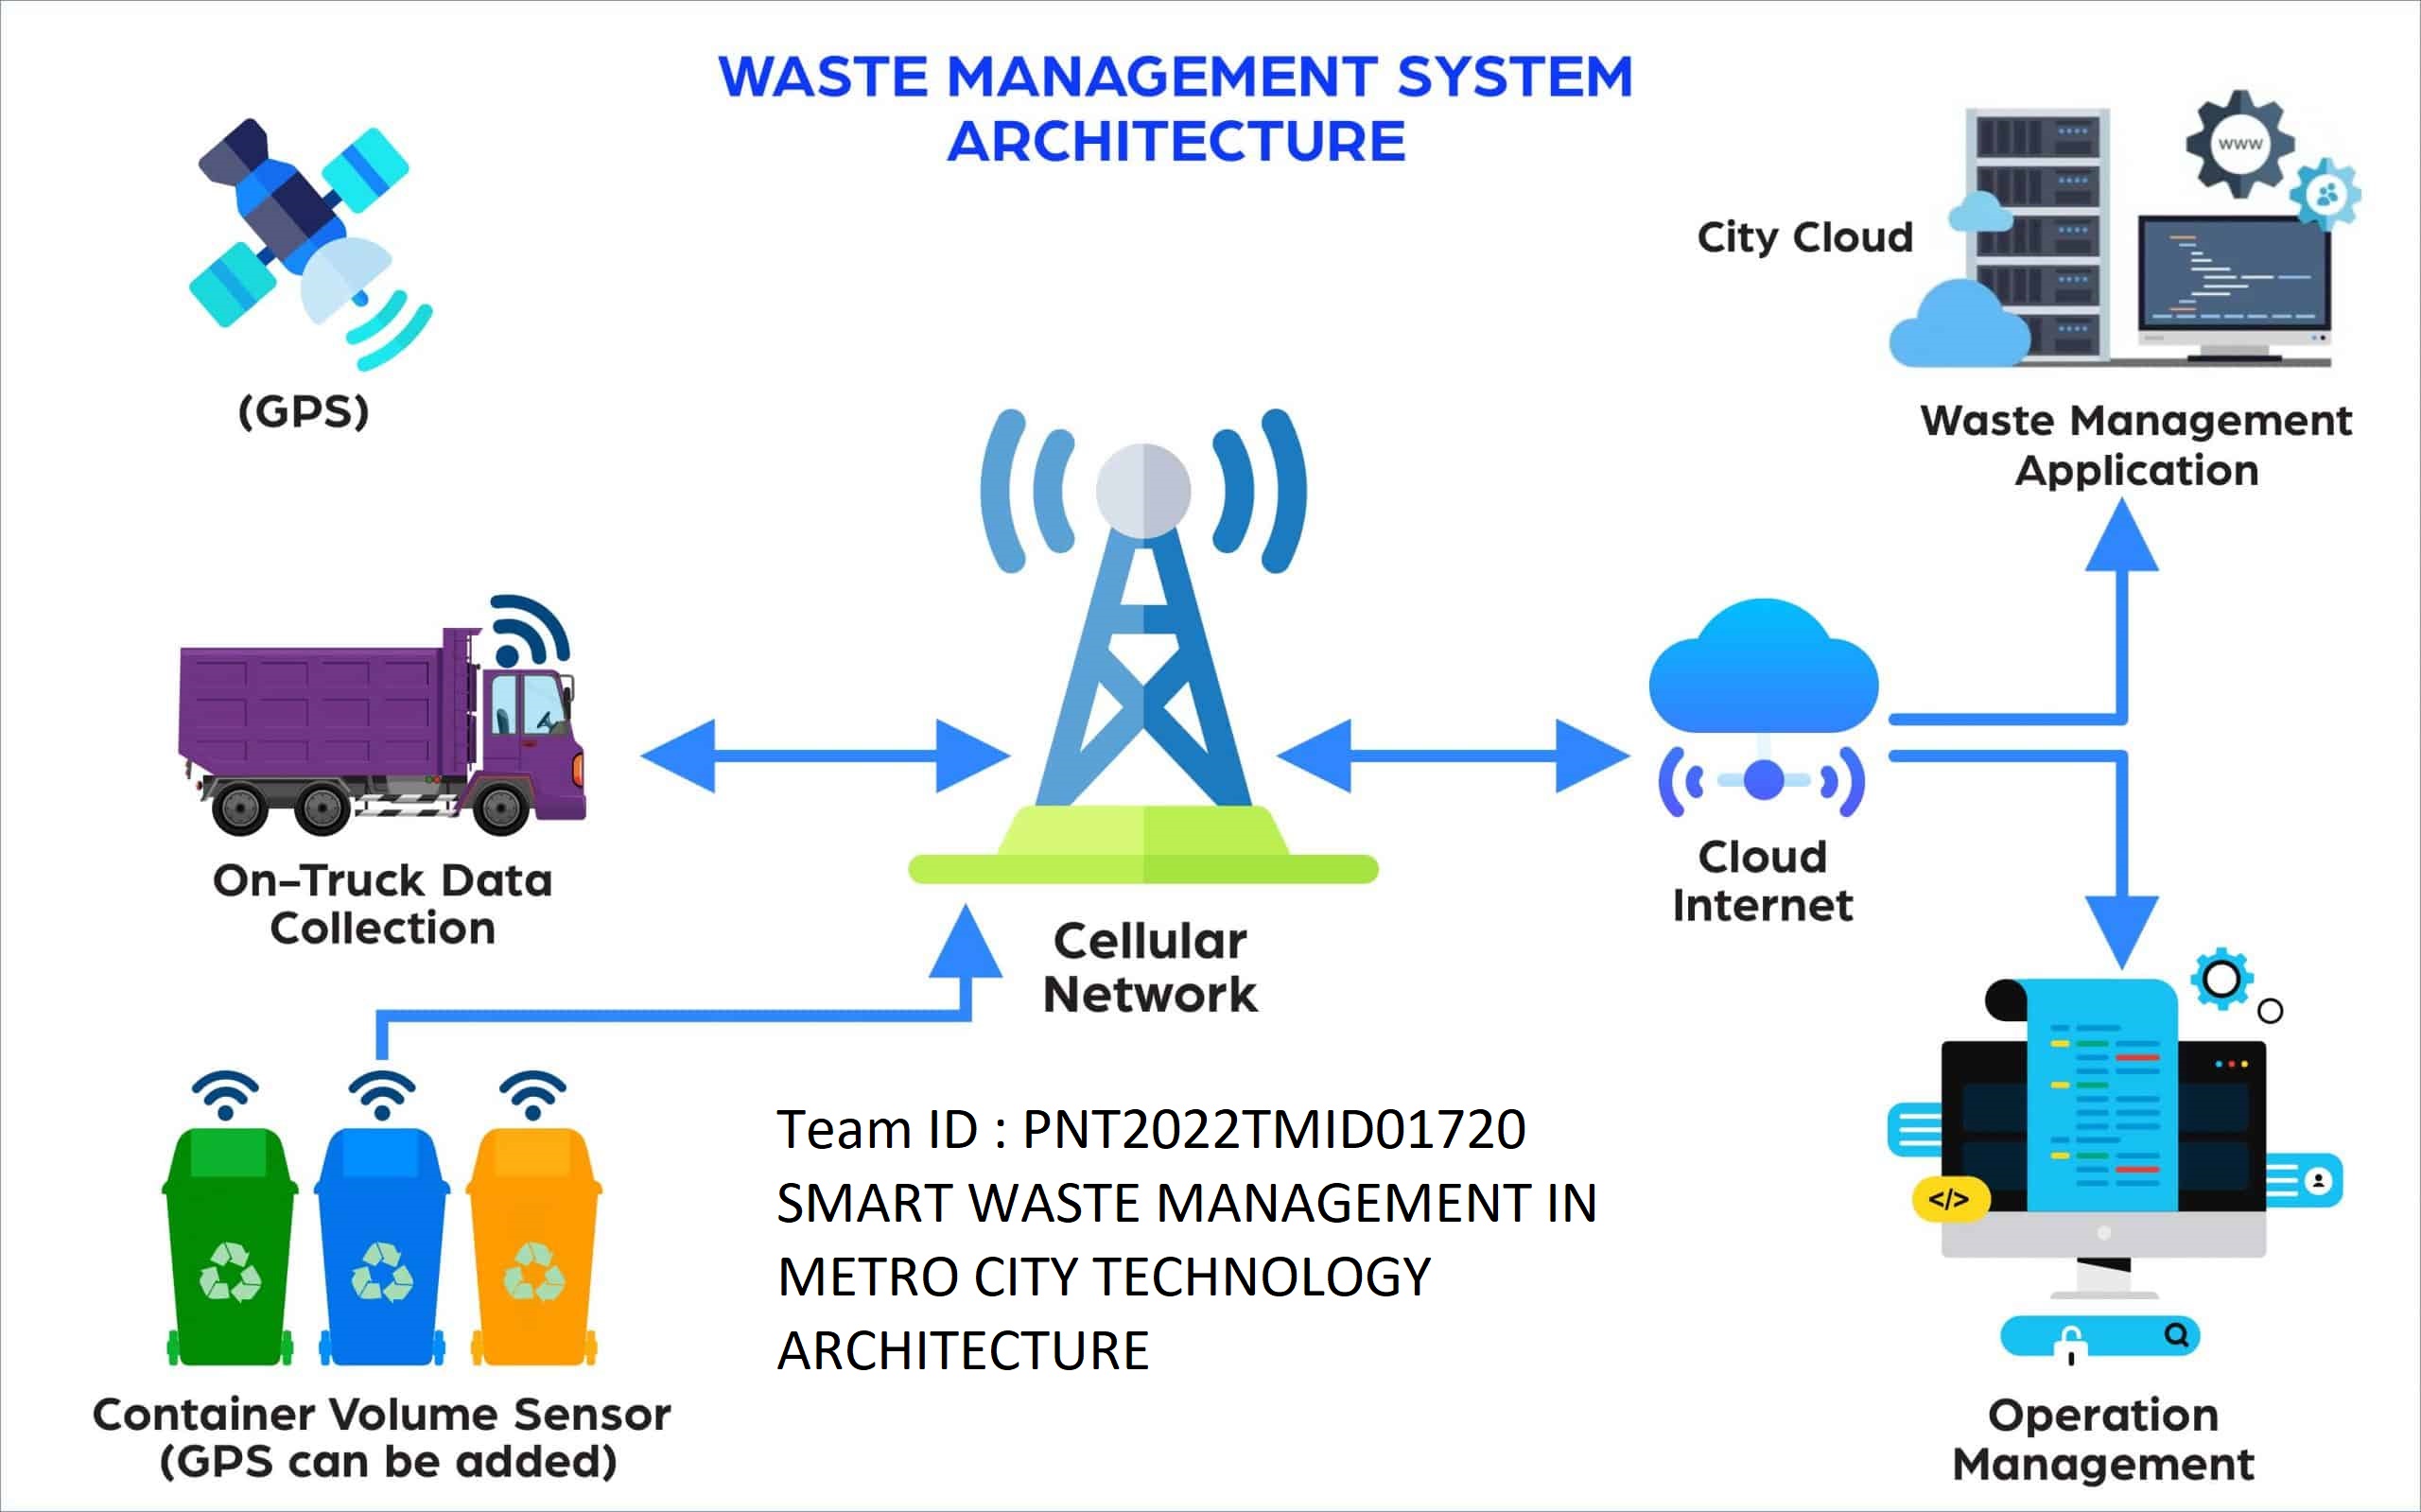 WASTE MANAGEMENT SYSTEM
ARCHITECTURE
www
City Cloud
(GPS)
Waste Management
Application
On-Truck Data
Collection
Cloud
Internet
Cellular
Network
Team ID : PNT2022TMID01720
SMART WASTE MANAGEMENT IN
METRO CITY TECHNOLOGY
ARCHITECTURE
</>
Container Volume Sensor
(GPS can be added)
Operation
Management